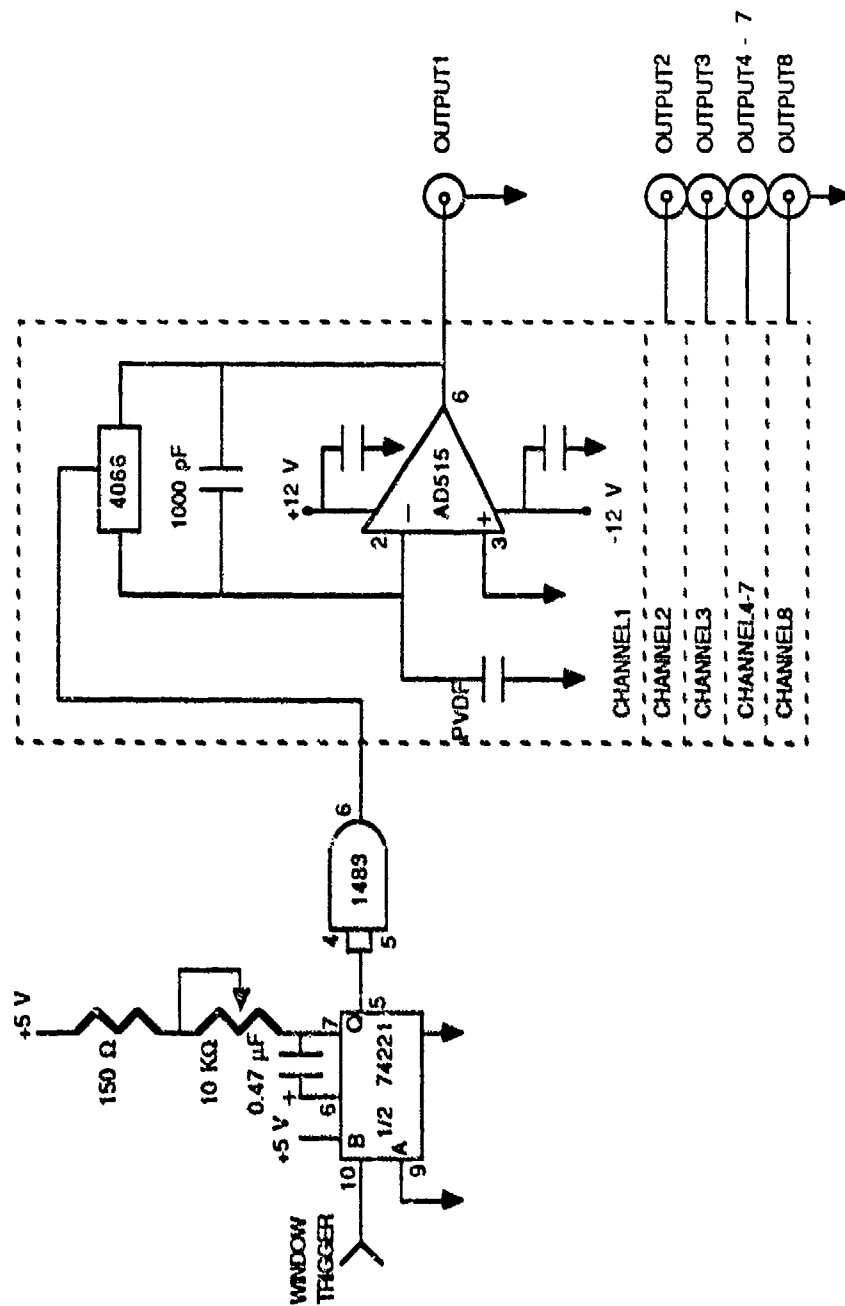 WINDOW
TRIGGER
+5 V
150 Ω
10 KΩ
0.47 µF
+5 V
+
6
7
10
B
Q
1/2 74221
5
A
9
4
5
1483
6
4066
1000 pF
+12 V
2
−
AD515
+
3
6
-12 V
PVDF
OUTPUT1
CHANNEL1
CHANNEL2
CHANNEL3
CHANNEL4-7
CHANNEL8
OUTPUT2
OUTPUT3
OUTPUT4 - 7
OUTPUT8